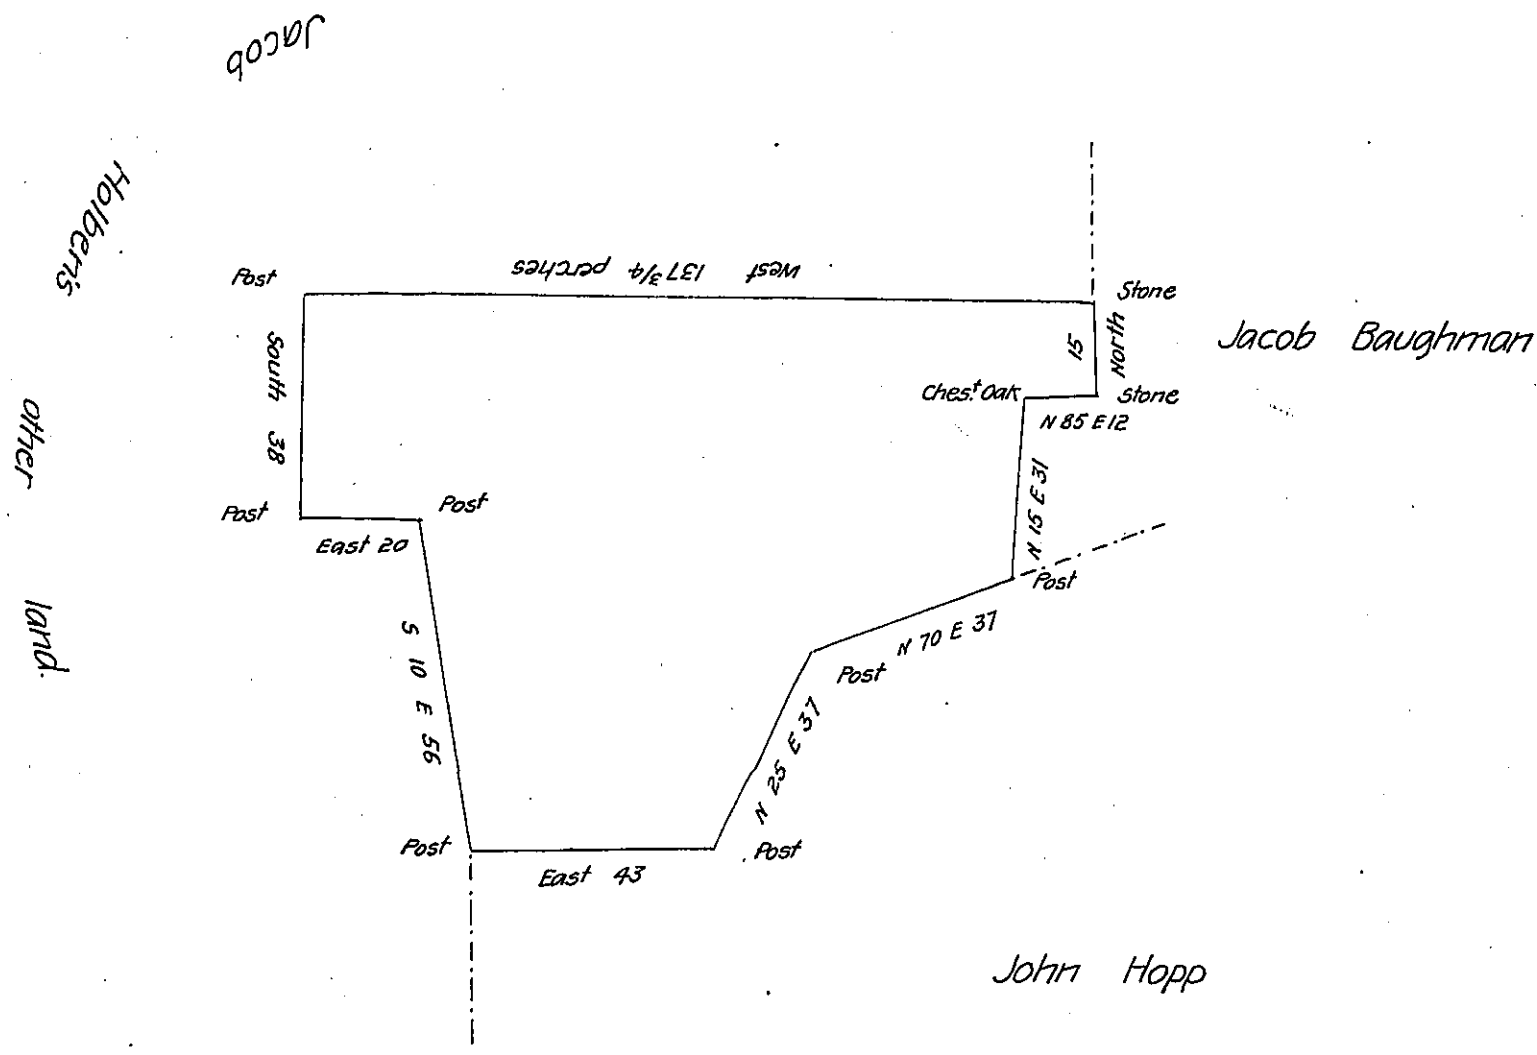 Jacob
Holben's
other
land.
West 137 3/4 perches
Post
Stone
North
15
Jacob Baughman
South 38
Ches.t Oak
Stone
N 85 E 12
N 15 E 31
Post
Post
East 20
Post
N 70 E 37
Post
S 10 E 56
N 25 E 37
Post
Post
East 43
John Hopp